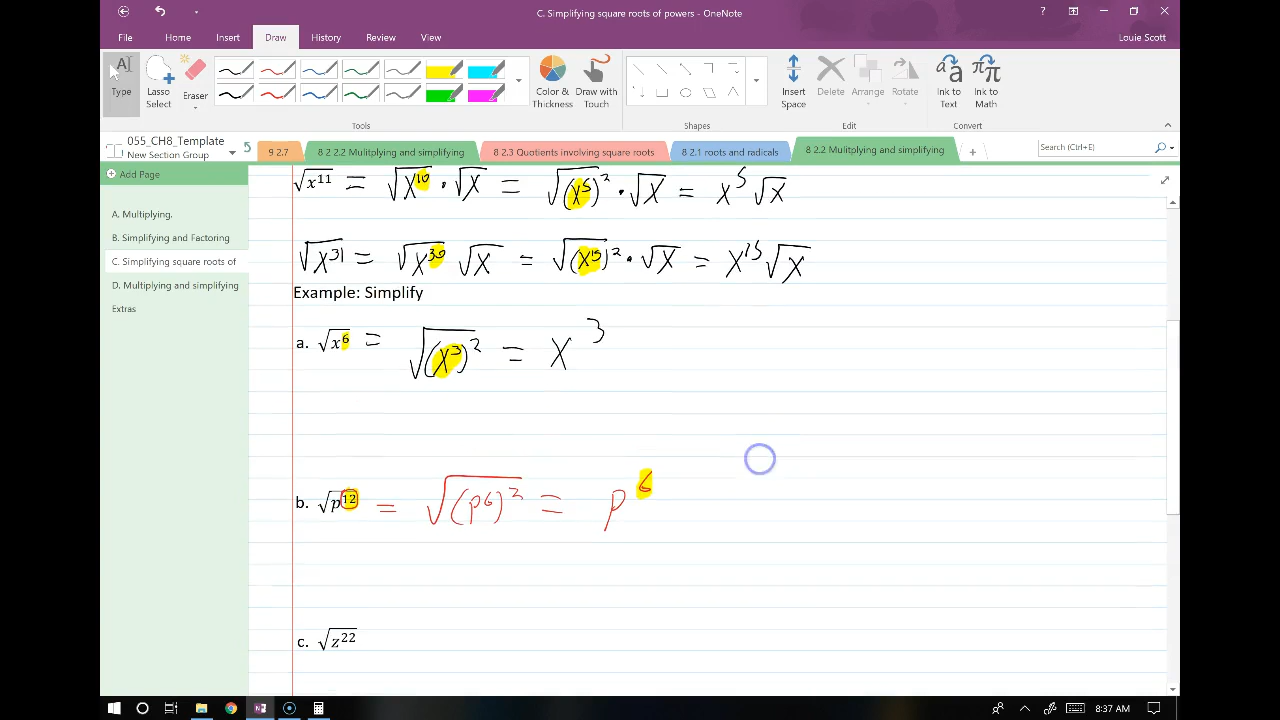 C. Simplifying square roots of powers - OneNote
?
File Home Insert Draw History Review View
Louie Scott
A
Type
Lasso Select
Eraser
Color & Thickness
Draw with Touch
Insert Space
Delete
Arrange
Rotate
Ink to Text
Ink to Math
Tools
Shapes
Edit
Convert
055_CH8_Template
New Section Group
9 2.7
8 2.2.2 Mulitplying and simplifying
8 2.3 Quotients involving square roots
8 2.1 roots and radicals
8 2.2 Mulitplying and simplifying
+
Search (Ctrl+E)
Add Page
A. Multiplying.
B. Simplifying and Factoring
C. Simplifying square roots of
D. Multiplying and simplifying
Extras
√x¹¹ = √x¹⁰ · √x = √(x⁵)² · √x = x⁵ √x
√x³¹ = √x³⁰ √x = √(x¹⁵)² · √x = x¹⁵ √x
Example: Simplify
a. √x⁶ = √(x³)² = x³
b. √p¹² = √(p⁶)² = p⁶
c. √z²²
8:37 AM